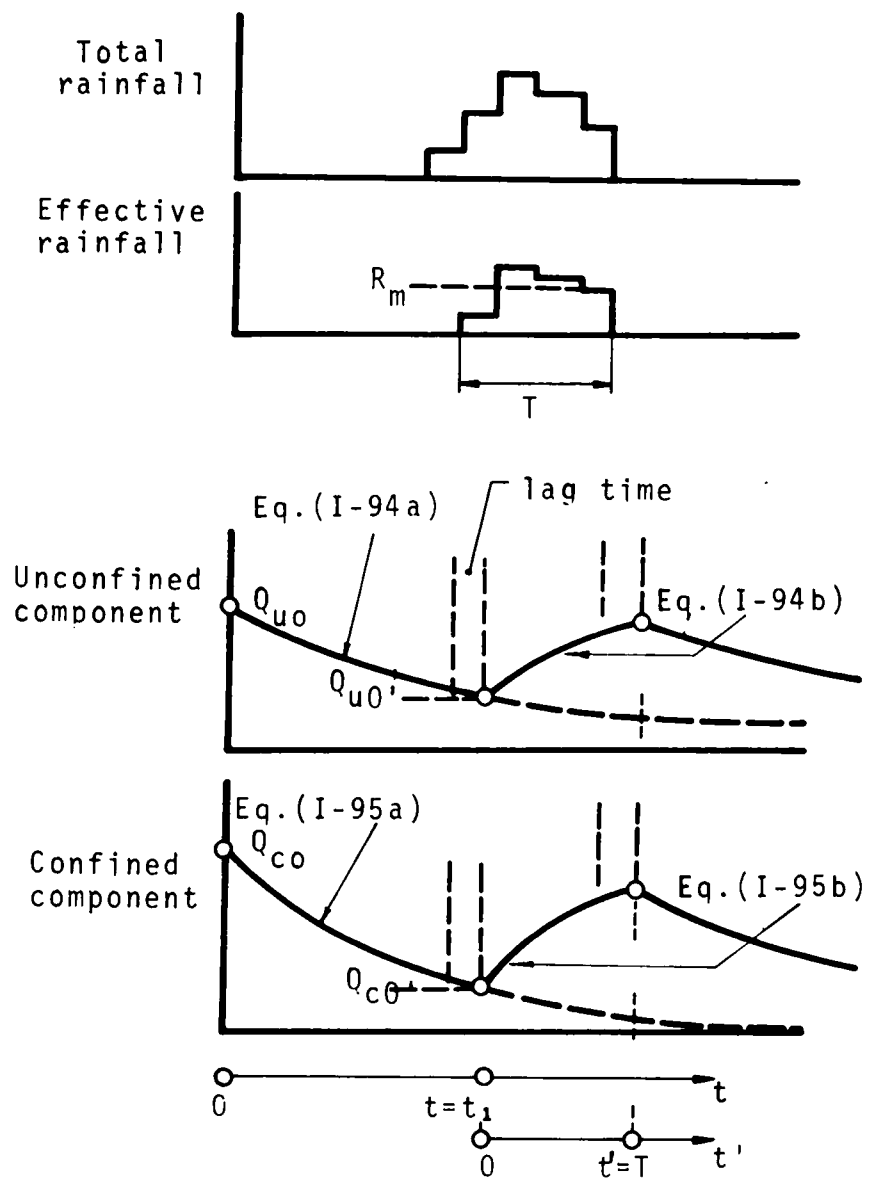 Total
rainfall
Effective
rainfall
R_m
T
lag time
Eq.(I-94a)
Unconfined
component
Q_uo
Eq.(I-94b)
Q_u0'
Eq.(I-95a)
Q_co
Confined
component
Eq.(I-95b)
Q_c0'
0
t=t_1
t
0
t'=T
t'